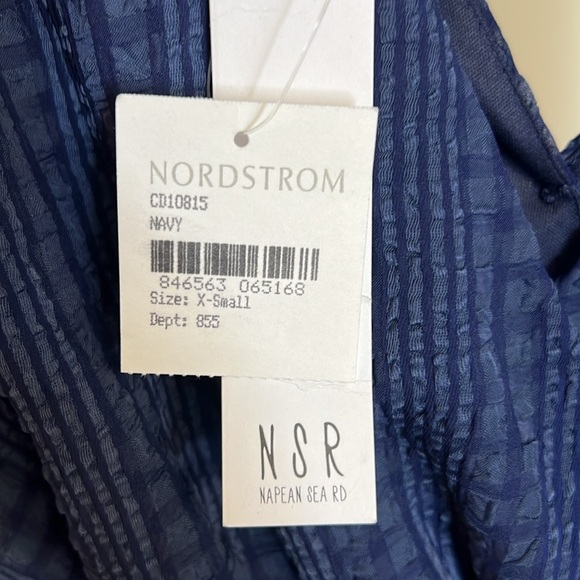 NORDSTROM
CD10815
NAVY
846563 065168
Size: X-Small
Dept: 855
NSR
NAPEAN SEA RD